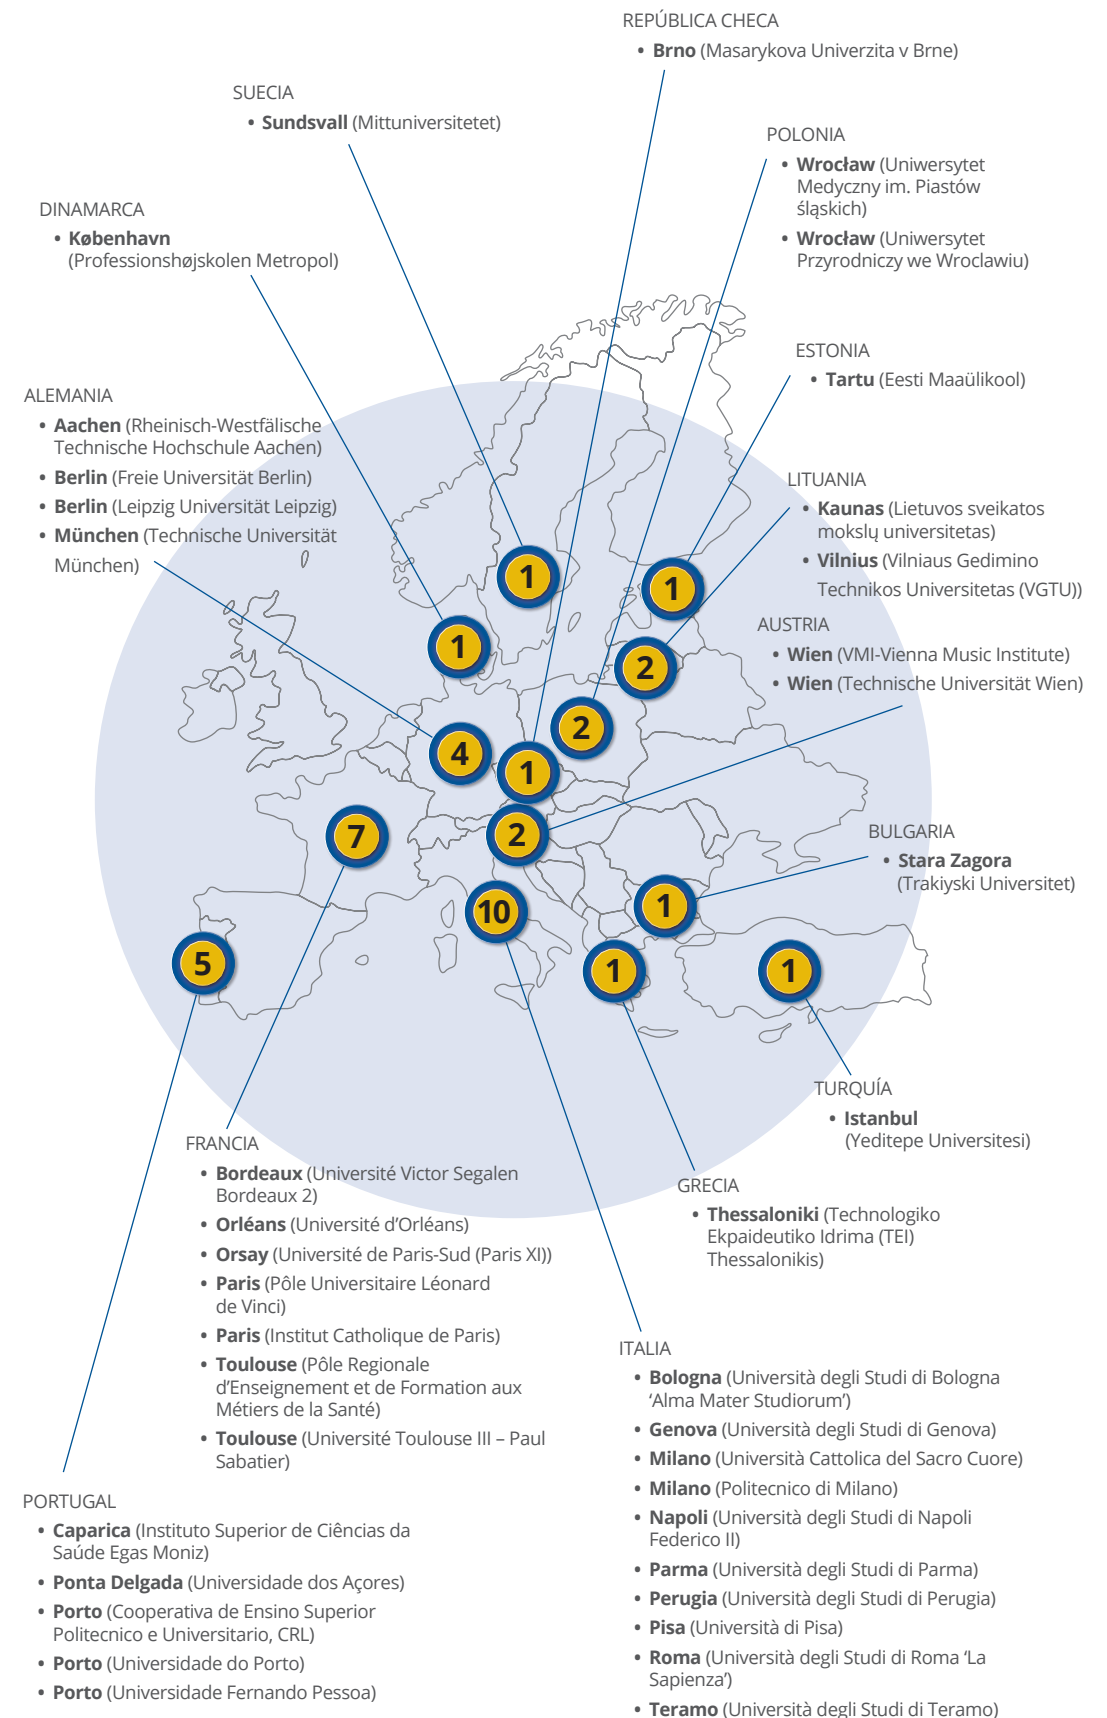 REPÚBLICA CHECA
• Brno (Masarykova Univerzita v Brne)
SUECIA
• Sundsvall (Mittuniversitetet)
POLONIA
• Wrocław (Uniwersytet
Medyczny im. Piastów
śląskich)
• Wrocław (Uniwersytet
Przyrodniczy we Wroclawiu)
DINAMARCA
• København
(Professionshøjskolen Metropol)
ESTONIA
• Tartu (Eesti Maaülikool)
ALEMANIA
• Aachen (Rheinisch-Westfälische
Technische Hochschule Aachen)
• Berlin (Freie Universität Berlin)
• Berlin (Leipzig Universität Leipzig)
• München (Technische Universität
München)
LITUANIA
• Kaunas (Lietuvos sveikatos
mokslų universitetas)
• Vilnius (Vilniaus Gedimino
Technikos Universitetas (VGTU))
AUSTRIA
• Wien (VMI-Vienna Music Institute)
• Wien (Technische Universität Wien)
1
1
1
2
2
4
1
7
2
10
1
5
1
1
BULGARIA
• Stara Zagora
(Trakiyski Universitet)
TURQUÍA
• Istanbul
(Yeditepe Universitesi)
FRANCIA
• Bordeaux (Université Victor Segalen
Bordeaux 2)
• Orléans (Université d’Orléans)
• Orsay (Université de Paris-Sud (Paris XI))
• Paris (Pôle Universitaire Léonard
de Vinci)
• Paris (Institut Catholique de Paris)
• Toulouse (Pôle Regionale
d’Enseignement et de Formation aux
Métiers de la Santé)
• Toulouse (Université Toulouse III – Paul
Sabatier)
GRECIA
• Thessaloniki (Technologiko
Ekpaideutiko Idrima (TEI)
Thessalonikis)
ITALIA
• Bologna (Università degli Studi di Bologna
‘Alma Mater Studiorum’)
• Genova (Università degli Studi di Genova)
• Milano (Università Cattolica del Sacro Cuore)
• Milano (Politecnico di Milano)
• Napoli (Università degli Studi di Napoli
Federico II)
• Parma (Università degli Studi di Parma)
• Perugia (Università degli Studi di Perugia)
• Pisa (Università di Pisa)
• Roma (Università degli Studi di Roma ‘La
Sapienza’)
• Teramo (Università degli Studi di Teramo)
PORTUGAL
• Caparica (Instituto Superior de Ciências da
Saúde Egas Moniz)
• Ponta Delgada (Universidade dos Açores)
• Porto (Cooperativa de Ensino Superior
Politecnico e Universitario, CRL)
• Porto (Universidade do Porto)
• Porto (Universidade Fernando Pessoa)